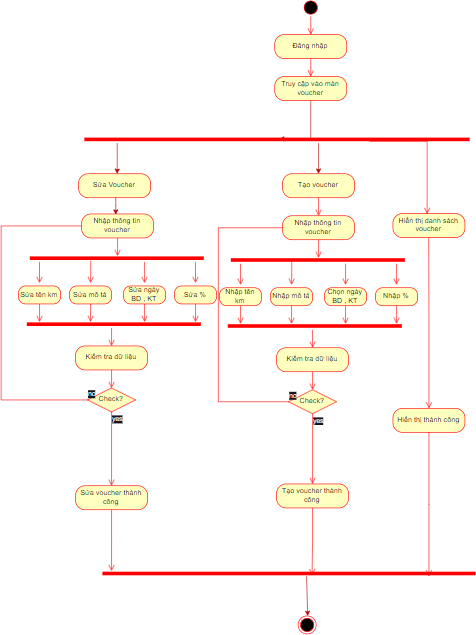 Đăng nhập
Truy cập vào màn
voucher
Sửa Voucher
Tạo voucher
Nhập thông tin
voucher
Nhập thông tin
voucher
Hiển thị danh sách
voucher
Sửa tên km
Sửa mô tả
Sửa ngày
BD , KT
Sửa %
Nhập tên
km
Nhập mô tả
Chọn ngày
BD , KT
Nhập %
Kiểm tra dữ liệu
Kiểm tra dữ liệu
no
Check?
yes
no
Check?
yes
Hiển thị thành công
Sửa voucher thành
công
Tạo voucher thành
công